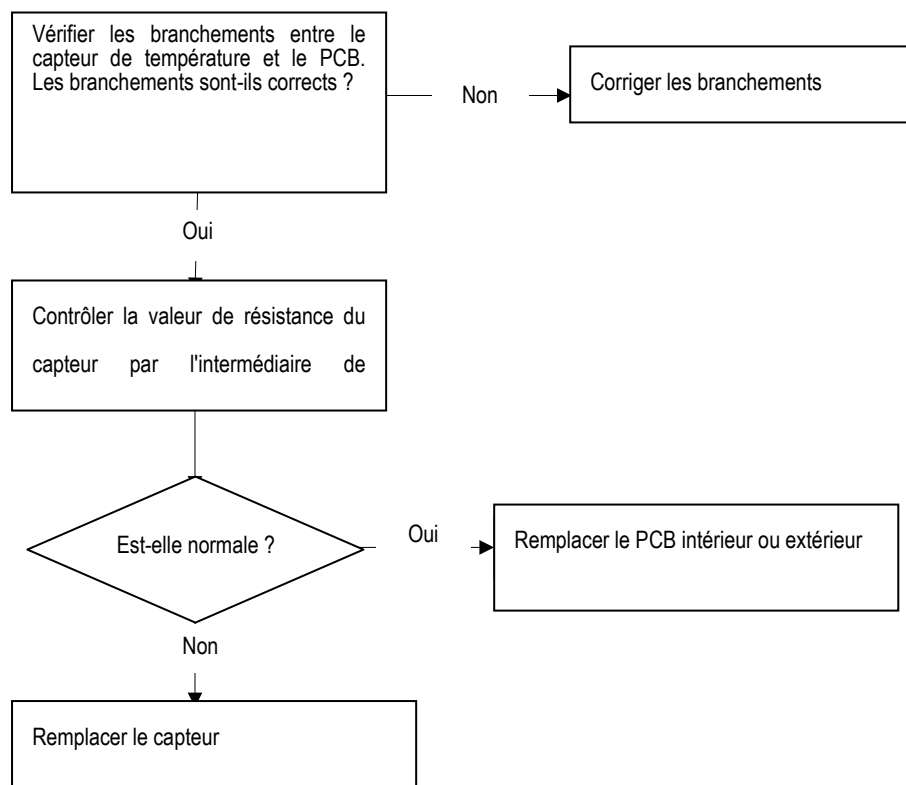 Vérifier les branchements entre le
capteur de température et le PCB.
Les branchements sont-ils corrects ?
Non
Corriger les branchements
Oui
Contrôler la valeur de résistance du
capteur par l'intermédiaire de
Est-elle normale ?
Oui
Remplacer le PCB intérieur ou extérieur
Non
Remplacer le capteur